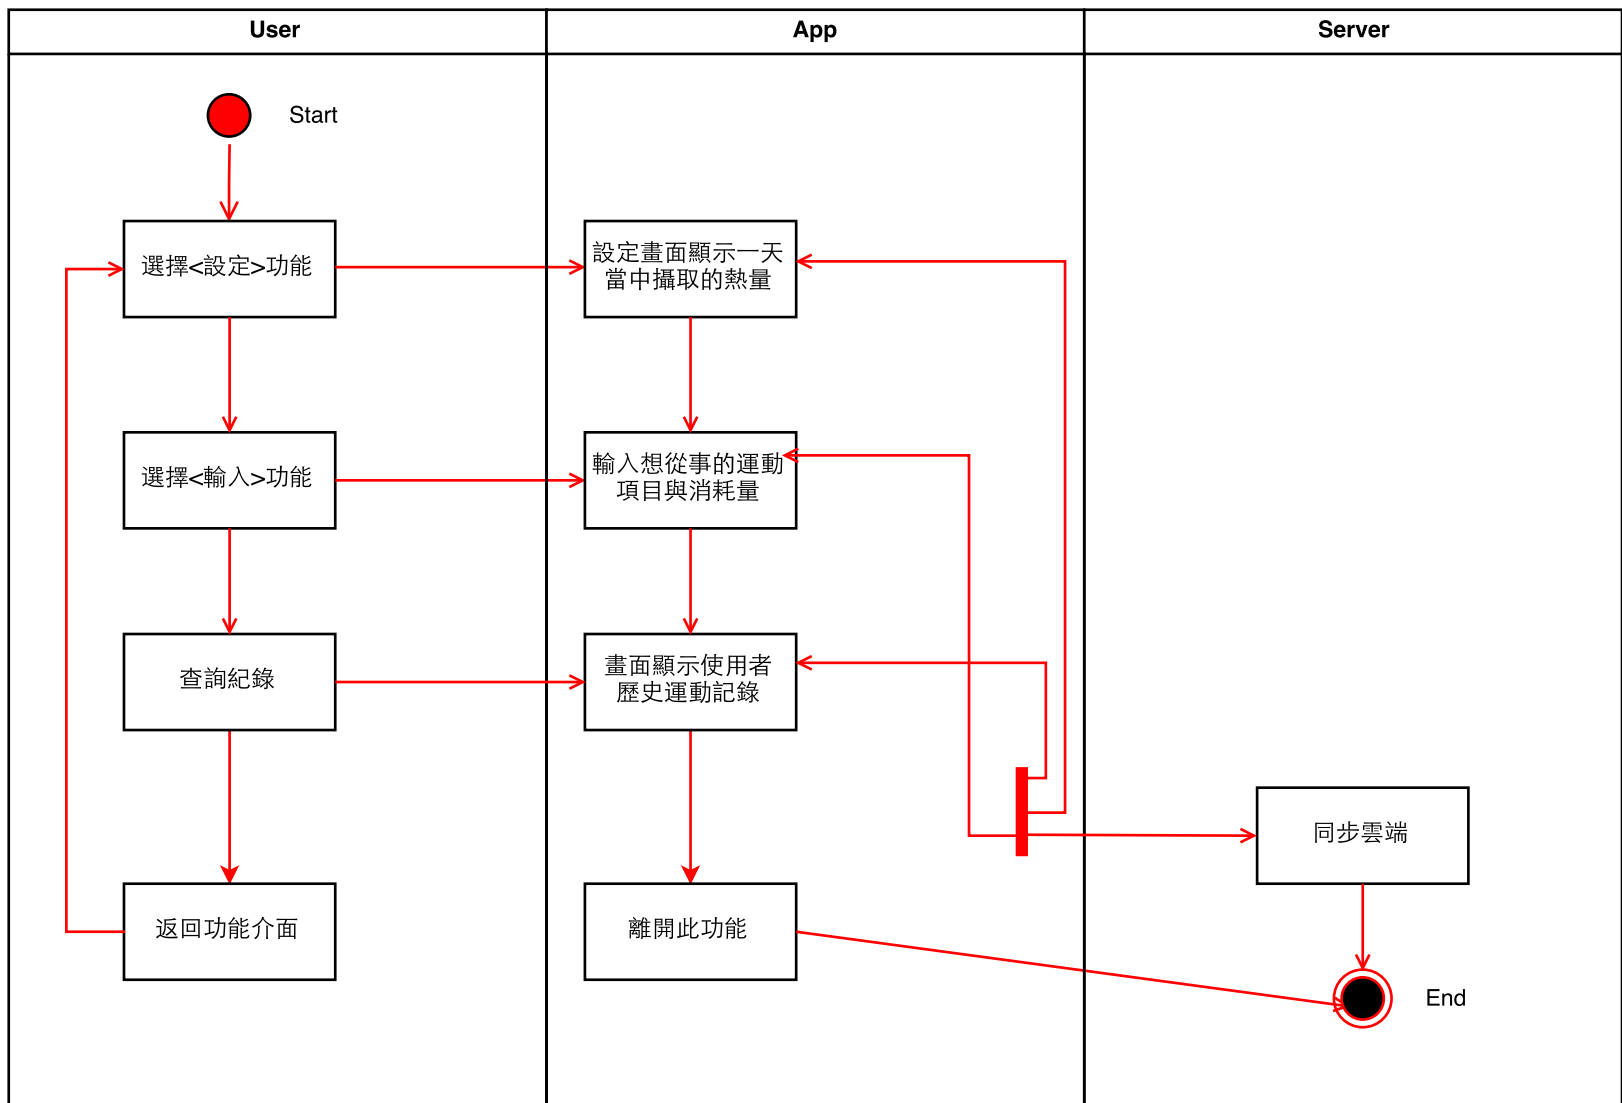 User
App
Server
Start
選擇<設定>功能
設定畫面顯示一天
當中攝取的熱量
選擇<輸入>功能
輸入想從事的運動
項目與消耗量
查詢紀錄
畫面顯示使用者
歷史運動記錄
同步雲端
返回功能介面
離開此功能
End